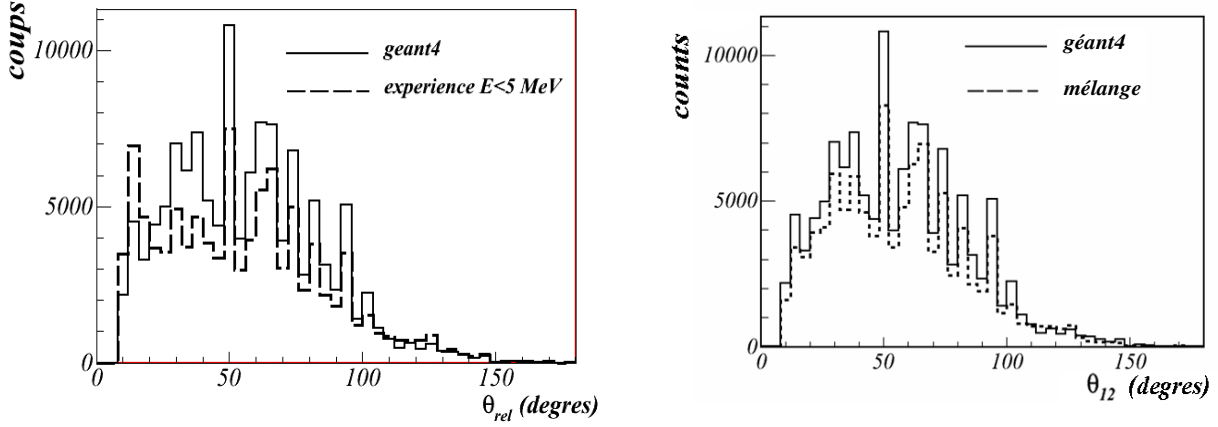 coups
10000
5000
0
geant4
experience E<5 MeV
0
50
100
150
θrel (degres)
counts
10000
5000
0
géant4
mélange
0
50
100
150
θ12 (degres)